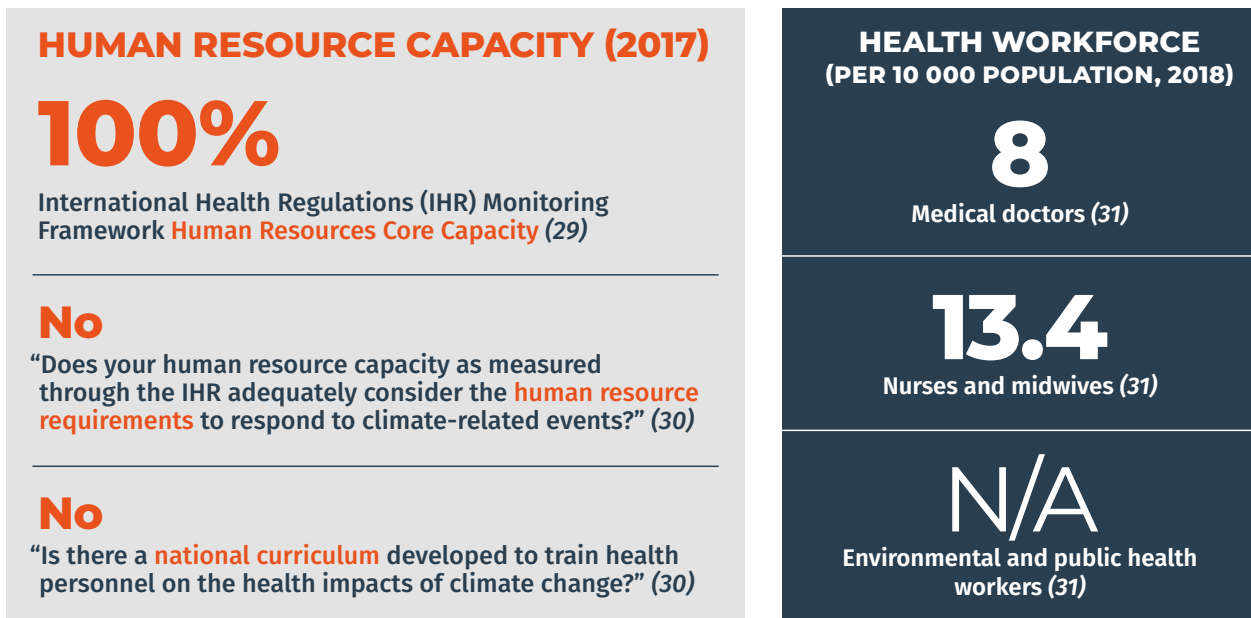 HUMAN RESOURCE CAPACITY (2017)
100%
International Health Regulations (IHR) Monitoring
Framework Human Resources Core Capacity (29)
No
“Does your human resource capacity as measured
through the IHR adequately consider the human resource
requirements to respond to climate-related events?” (30)
No
“Is there a national curriculum developed to train health
personnel on the health impacts of climate change?” (30)
HEALTH WORKFORCE
(PER 10 000 POPULATION, 2018)
8
Medical doctors (31)
13.4
Nurses and midwives (31)
N/A
Environmental and public health
workers (31)